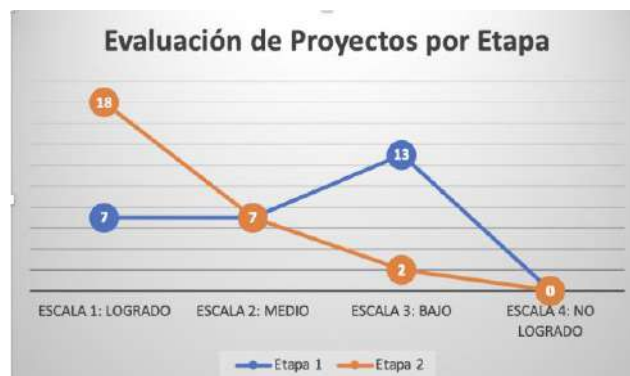 Evaluación de Proyectos por Etapa
18
13
7
7
2
0
ESCALA 1: LOGRADO
ESCALA 2: MEDIO
ESCALA 3: BAJO
ESCALA 4: NO
LOGRADO
Etapa 1
Etapa 2